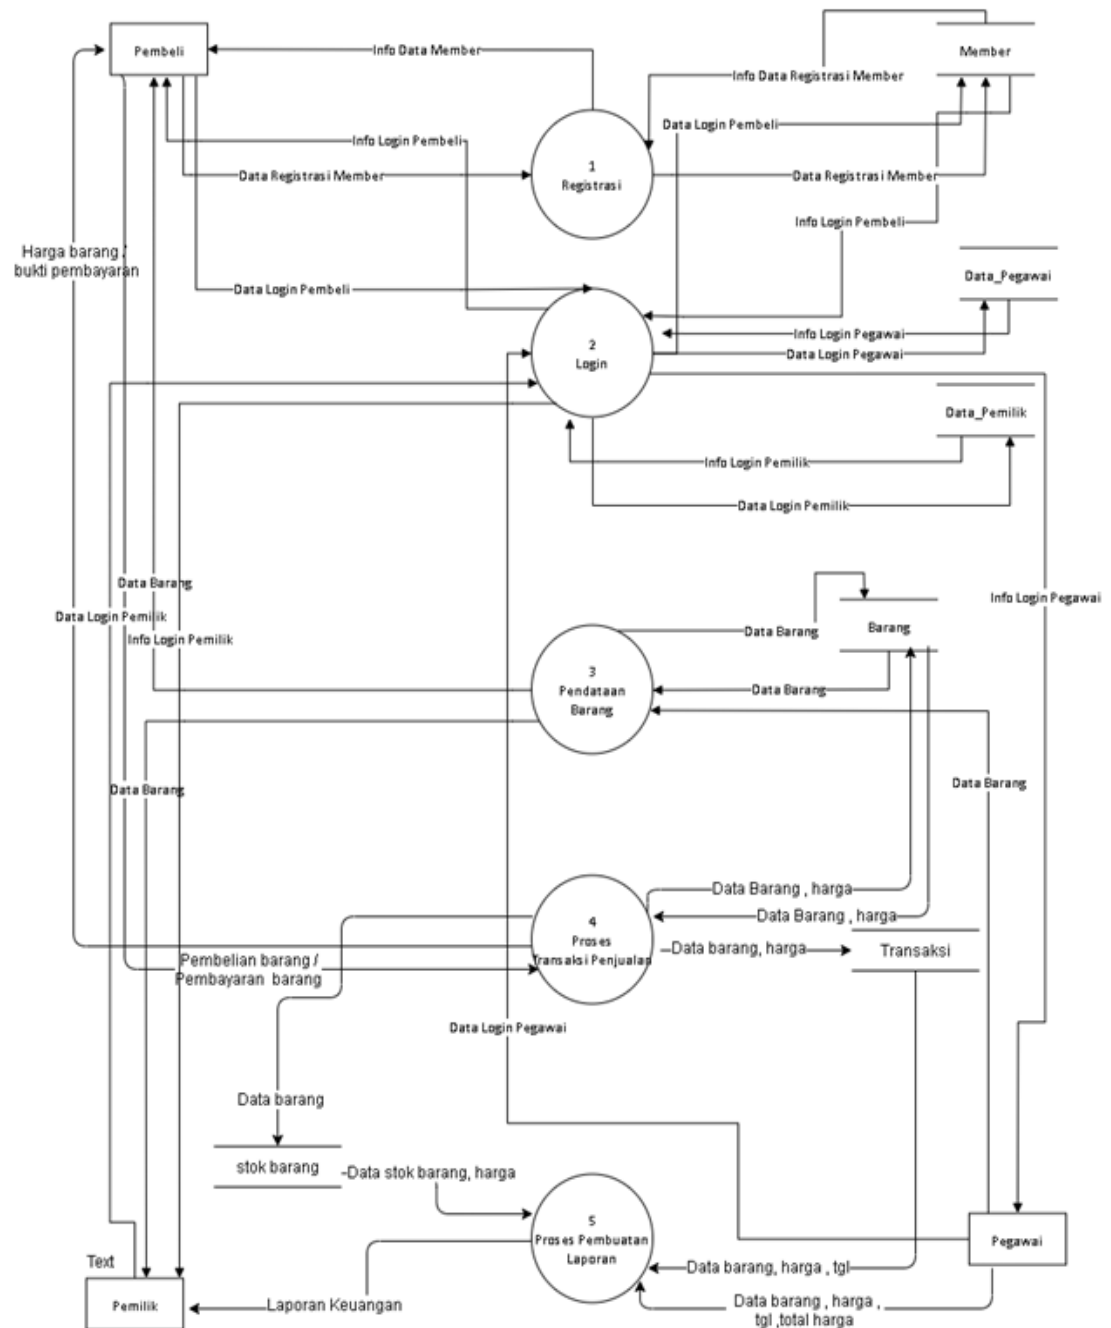 Pembeli
Info Data Member
Member
Info Data Registrasi Member
Data Login Pembeli
Info Login Pembeli
1
Registrasi
Data Registrasi Member
Data Registrasi Member
Info Login Pembeli
Harga barang /
bukti pembayaran
Data_Pegawai
Data Login Pembeli
Info Login Pegawai
2
Login
Data Login Pegawai
Data_Pemilik
Info Login Pemilik
Data Login Pemilik
Data Barang
Info Login Pegawai
Data Login Pemilik
Info Login Pemilik
Data Barang
Barang
3
Pendataan
Barang
Data Barang
Data Barang
Data Barang
Data Barang , harga
Data Barang , harga
4
Proses
Transaksi Penjualan
Data barang, harga
Transaksi
Pembelian barang /
Pembayaran barang
Data Login Pegawai
Data barang
stok barang
Data stok barang, harga
5
Proses Pembuatan
Laporan
Pegawai
Text
Data barang, harga , tgl
Pemilik
Laporan Keuangan
Data barang , harga ,
tgl ,total harga